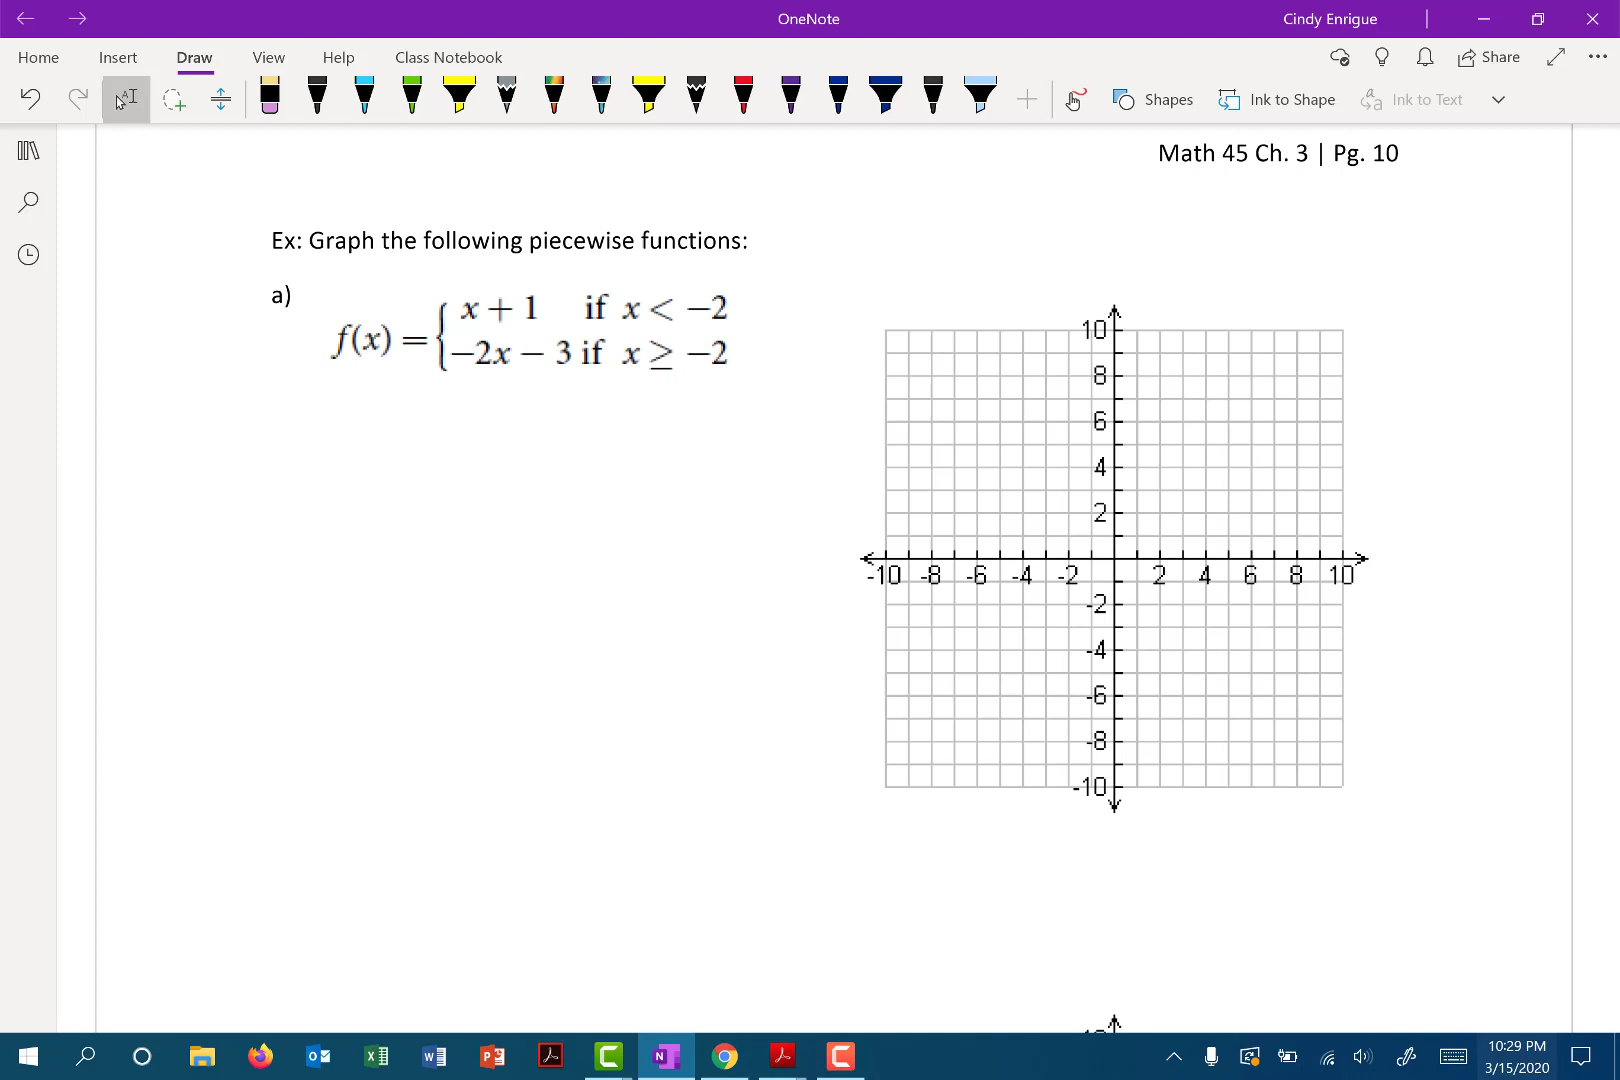 OneNote
Cindy Enrigue
Home Insert Draw View Help Class Notebook
Share
Shapes Ink to Shape Ink to Text
Math 45 Ch. 3 | Pg. 10
Ex: Graph the following piecewise functions:
a)
f(x) = { x + 1 if x < −2
−2x − 3 if x ≥ −2
10
8
6
4
2
-10 -8 -6 -4 -2 2 4 6 8 10
-2
-4
-6
-8
-10
10:29 PM
3/15/2020